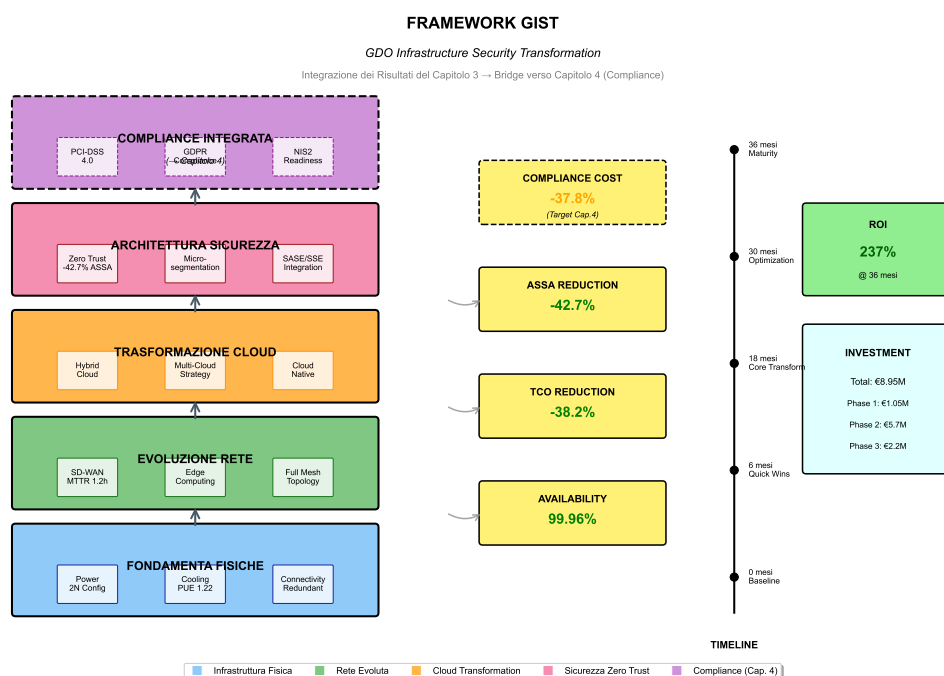 FRAMEWORK GIST
GDO Infrastructure Security Transformation
Integrazione dei Risultati del Capitolo 3 → Bridge verso Capitolo 4 (Compliance)
COMPLIANCE INTEGRATA
PCI-DSS
4.0
GDPR
(→ Capitolo 4)
NIS2
Readiness
ARCHITETTURA SICUREZZA
Zero Trust
-42.7% ASSA
Micro-
segmentation
SASE/SSE
Integration
TRASFORMAZIONE CLOUD
Hybrid
Cloud
Multi-Cloud
Strategy
Cloud
Native
EVOLUZIONE RETE
SD-WAN
MTTR 1.2h
Edge
Computing
Full Mesh
Topology
FONDAMENTA FISICHE
Power
2N Config
Cooling
PUE 1.22
Connectivity
Redundant
COMPLIANCE COST
-37.8%
(Target Cap.4)
ASSA REDUCTION
-42.7%
TCO REDUCTION
-38.2%
AVAILABILITY
99.96%
36 mesi
Maturity
30 mesi
Optimization
18 mesi
Core Transform
6 mesi
Quick Wins
0 mesi
Baseline
TIMELINE
ROI
237%
@ 36 mesi
INVESTMENT
Total: €8.95M
Phase 1: €1.05M
Phase 2: €5.7M
Phase 3: €2.2M
Infrastruttura Fisica
Rete Evoluta
Cloud Transformation
Sicurezza Zero Trust
Compliance (Cap. 4)